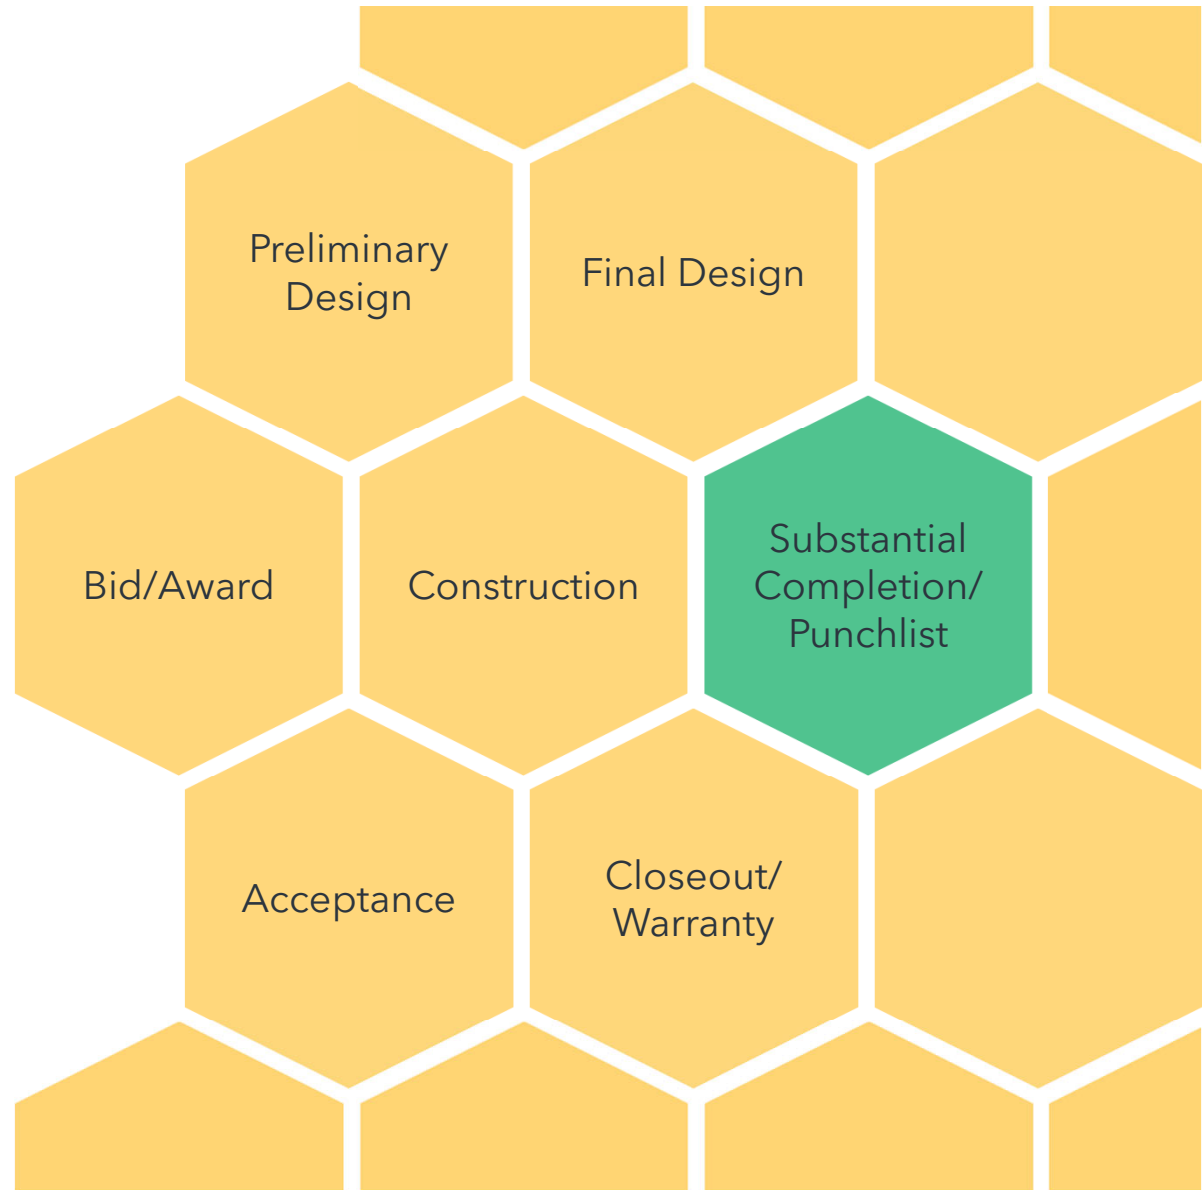 Preliminary
Design
Final Design
Bid/Award
Construction
Substantial
Completion/
Punchlist
Acceptance
Closeout/
Warranty